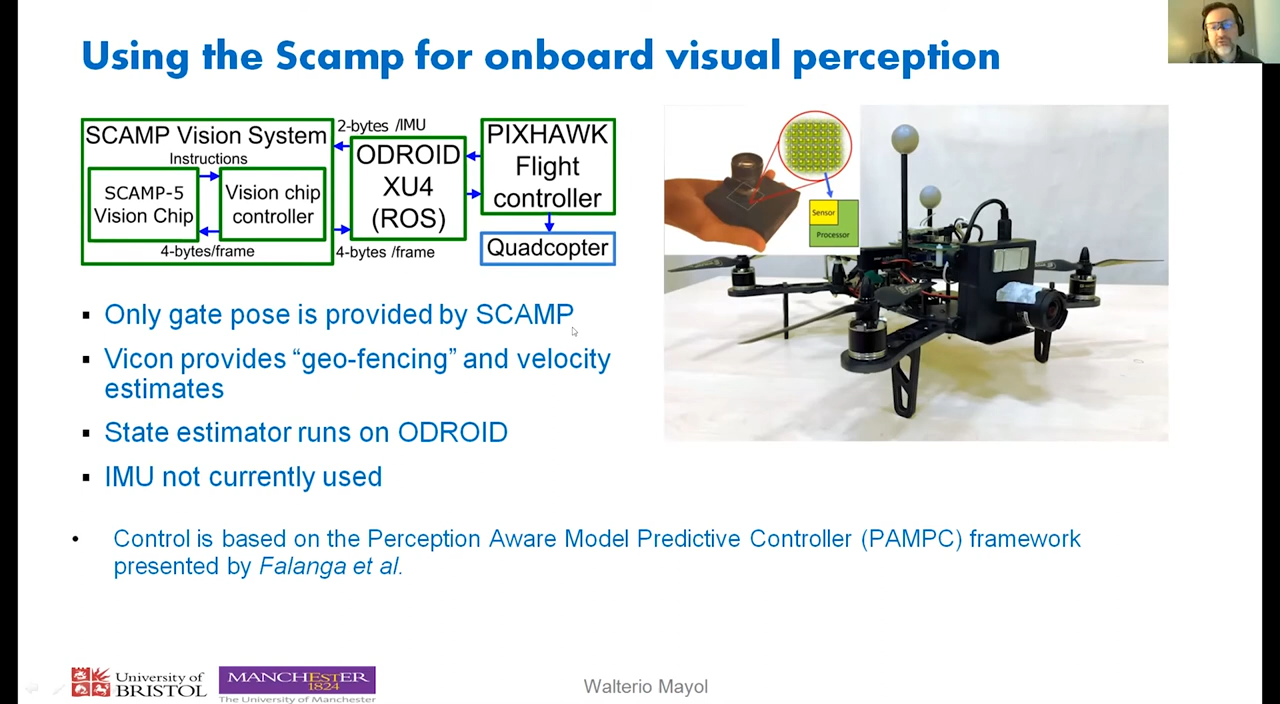 Using the Scamp for onboard visual perception
SCAMP Vision System
Instructions
SCAMP-5
Vision Chip
Vision chip
controller
4-bytes/frame
2-bytes /IMU
ODROID
XU4
(ROS)
4-bytes /frame
PIXHAWK
Flight
controller
Quadcopter
Sensor
Processor
▪ Only gate pose is provided by SCAMP
▪ Vicon provides “geo-fencing” and velocity
estimates
▪ State estimator runs on ODROID
▪ IMU not currently used
• Control is based on the Perception Aware Model Predictive Controller (PAMPC) framework
presented by Falanga et al.
University of
BRISTOL
MANCHESTER
1824
The University of Manchester
Walterio Mayol